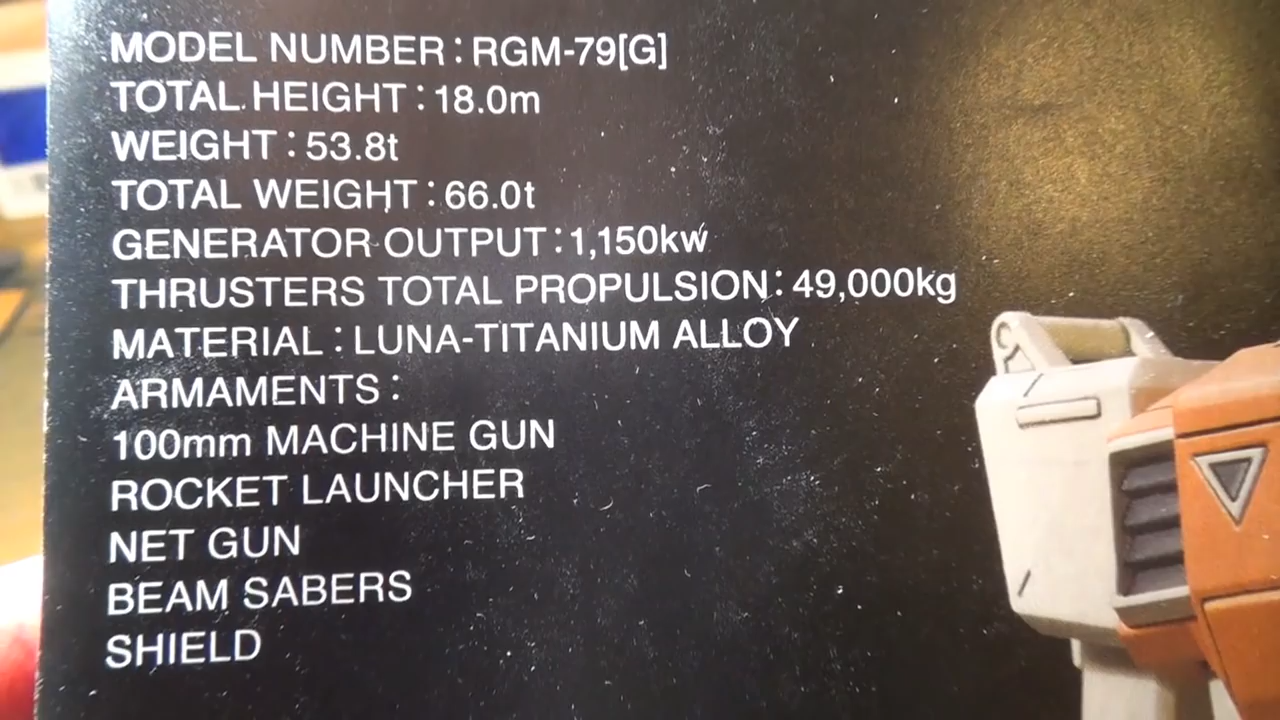 MODEL NUMBER : RGM-79[G]
TOTAL HEIGHT : 18.0m
WEIGHT : 53.8t
TOTAL WEIGHT : 66.0t
GENERATOR OUTPUT : 1,150kw
THRUSTERS TOTAL PROPULSION : 49,000kg
MATERIAL : LUNA-TITANIUM ALLOY
ARMAMENTS :
100mm MACHINE GUN
ROCKET LAUNCHER
NET GUN
BEAM SABERS
SHIELD